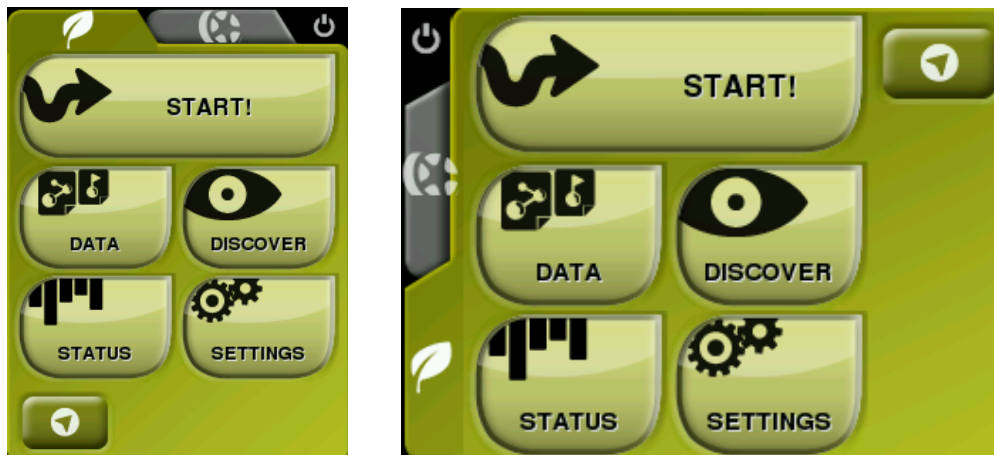 START!
DATA
DISCOVER
STATUS
SETTINGS
START!
DATA
DISCOVER
STATUS
SETTINGS